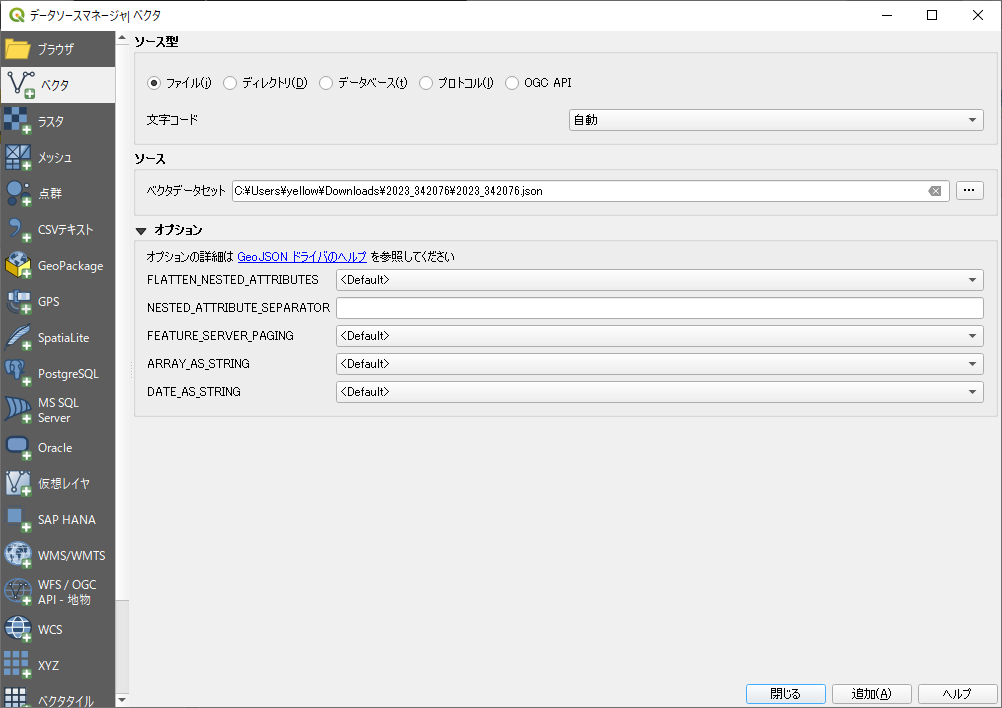 データソースマネージャ| ベクタ
ブラウザ
ベクタ
ラスタ
メッシュ
点群
CSVテキスト
GeoPackage
GPS
SpatiaLite
PostgreSQL
MS SQL
Server
Oracle
仮想レイヤ
SAP HANA
WMS/WMTS
WFS / OGC
API - 地物
WCS
XYZ
ベクタタイル
ソース型
ファイル(i) ディレクトリ(D) データベース(t) プロトコル(l) OGC API
文字コード 自動
ソース
ベクタデータセット C:¥Users¥yellow¥Downloads¥2023_342076¥2023_342076.json ...
オプション
オプションの詳細は GeoJSON ドライバのヘルプ を参照してください
FLATTEN_NESTED_ATTRIBUTES <Default>
NESTED_ATTRIBUTE_SEPARATOR
FEATURE_SERVER_PAGING <Default>
ARRAY_AS_STRING <Default>
DATE_AS_STRING <Default>
閉じる 追加(A) ヘルプ